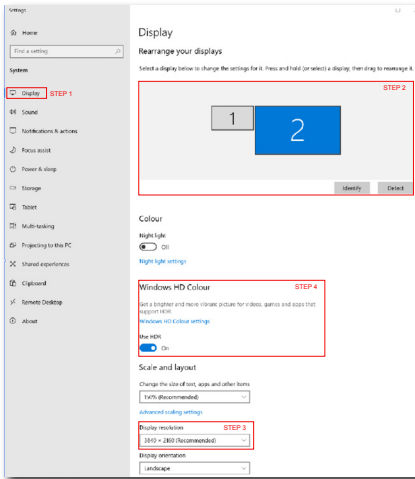 Settings
Home
Find a setting
System
Display STEP 1
Sound
Notifications & actions
Focus assist
Power & sleep
Storage
Tablet
Multi-tasking
Projecting to this PC
Shared experiences
Clipboard
Remote Desktop
About
Display
Rearrange your displays
Select a display below to change the settings for it. Press and hold (or select) a display, then drag to rearrange it.
STEP 2
1
2
Identify
Detect
Colour
Night light
Off
Night light settings
Windows HD Colour STEP 4
Get a brighter and more vibrant picture for videos, games and apps that
support HDR.
Windows HD Colour settings
Use HDR
On
Scale and layout
Change the size of text, apps and other items
150% (Recommended)
Advanced scaling settings
Display resolution STEP 3
3840 × 2160 (Recommended)
Display orientation
Landscape